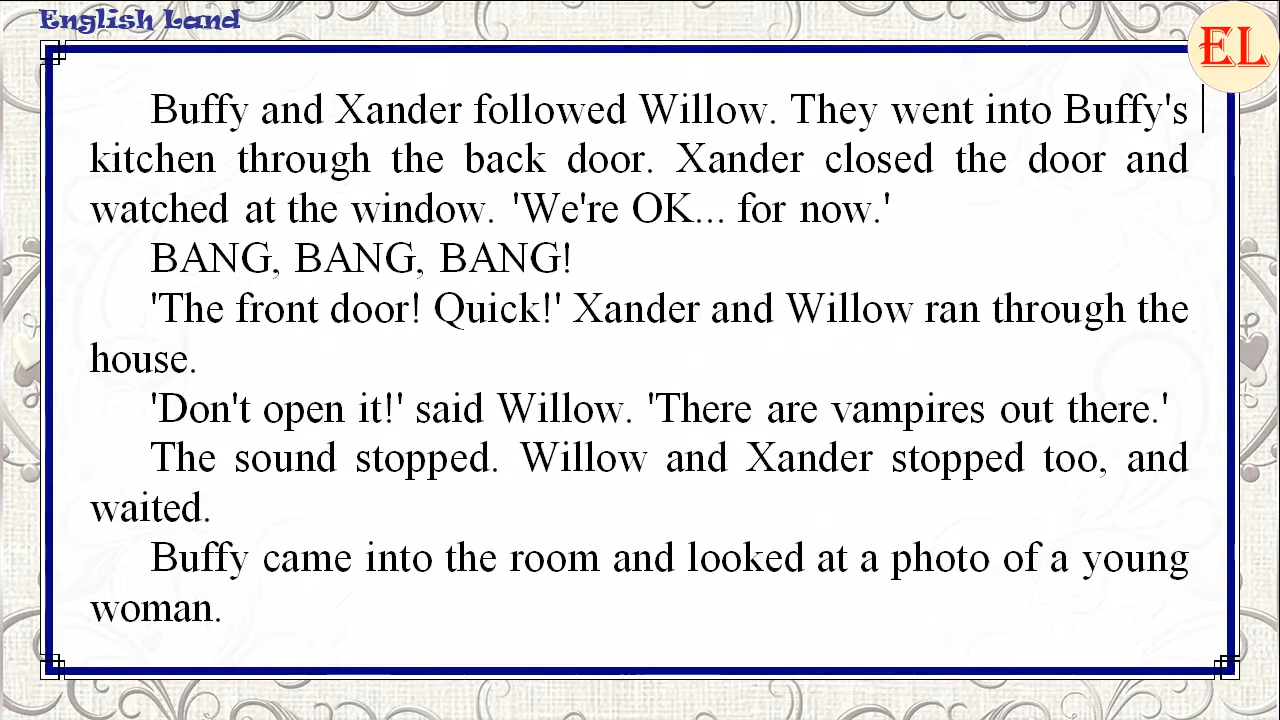 English Land
EL
Buffy and Xander followed Willow. They went into Buffy's
kitchen through the back door. Xander closed the door and
watched at the window. 'We're OK... for now.'
BANG, BANG, BANG!
'The front door! Quick!' Xander and Willow ran through the
house.
'Don't open it!' said Willow. 'There are vampires out there.'
The sound stopped. Willow and Xander stopped too, and
waited.
Buffy came into the room and looked at a photo of a young
woman.